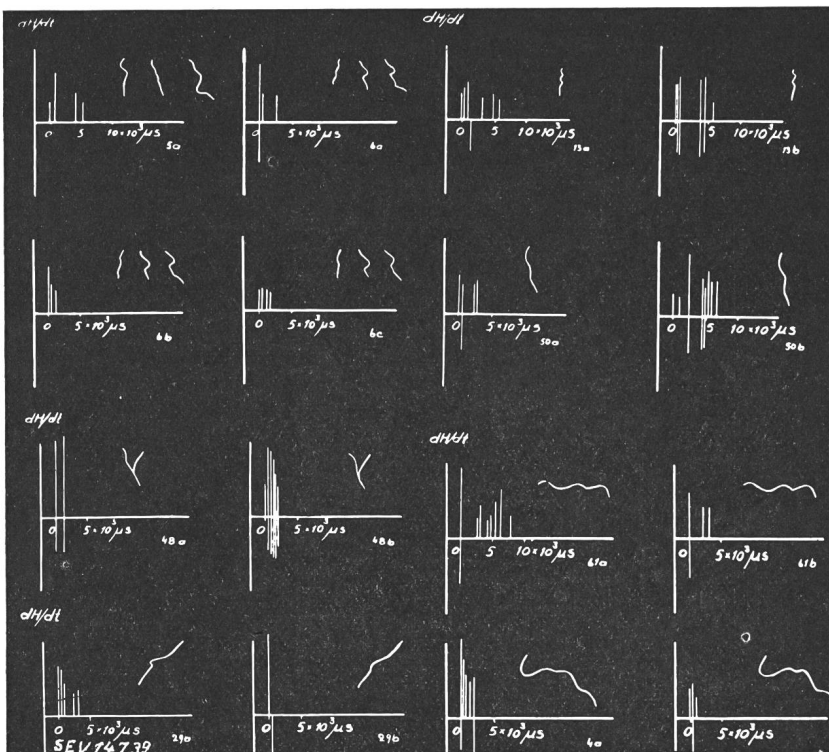 dH/dt dH/dt
0 5 10×10³μs 5a
0 5×10³μs 6a
0 5 10×10³μs 13a
0 5 10×10³μs 13b
0 5×10³μs 6b
0 5×10³μs 6c
0 5×10³μs 50a
0 5 10×10³μs 50b
dH/dt dH/dt
0 5×10³μs 48a
0 5×10³μs 48b
0 5 10×10³μs 61a
0 5×10³μs 61b
dH/dt
0 5×10³μs 29a
0 5×10³μs 29b
0 5×10³μs 4a
0 5×10³μs
SEV 14779